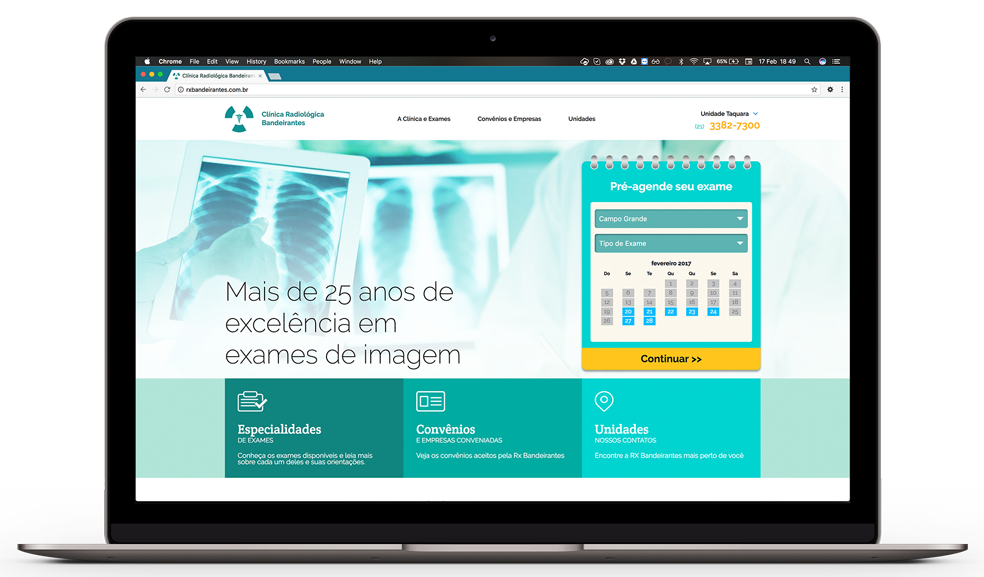 Chrome File Edit View History Bookmarks People Window Help
65% 17 Feb 18 49
Clínica Radiológica Bandeirant
rxbandeirantes.com.br
Clínica Radiológica
Bandeirantes
A Clínica e Exames
Convênios e Empresas
Unidades
Unidade Taquara
(21) 3382-7300
Pré-agende seu exame
Campo Grande
Tipo de Exame
fevereiro 2017
Do Se Te Qu Qu Se Sa
1 2 3 4
5 6 7 8 9 10 11
12 13 14 15 16 17 18
19 20 21 22 23 24 25
26 27 28
Continuar >>
Mais de 25 anos de
excelência em
exames de imagem
Especialidades
DE EXAMES
Conheça os exames disponíveis e leia mais
sobre cada um deles e suas orientações.
Convênios
E EMPRESAS CONVENIADAS
Veja os convênios aceitos pela Rx Bandeirantes
Unidades
NOSSOS CONTATOS
Encontre a RX Bandeirantes mais perto de você